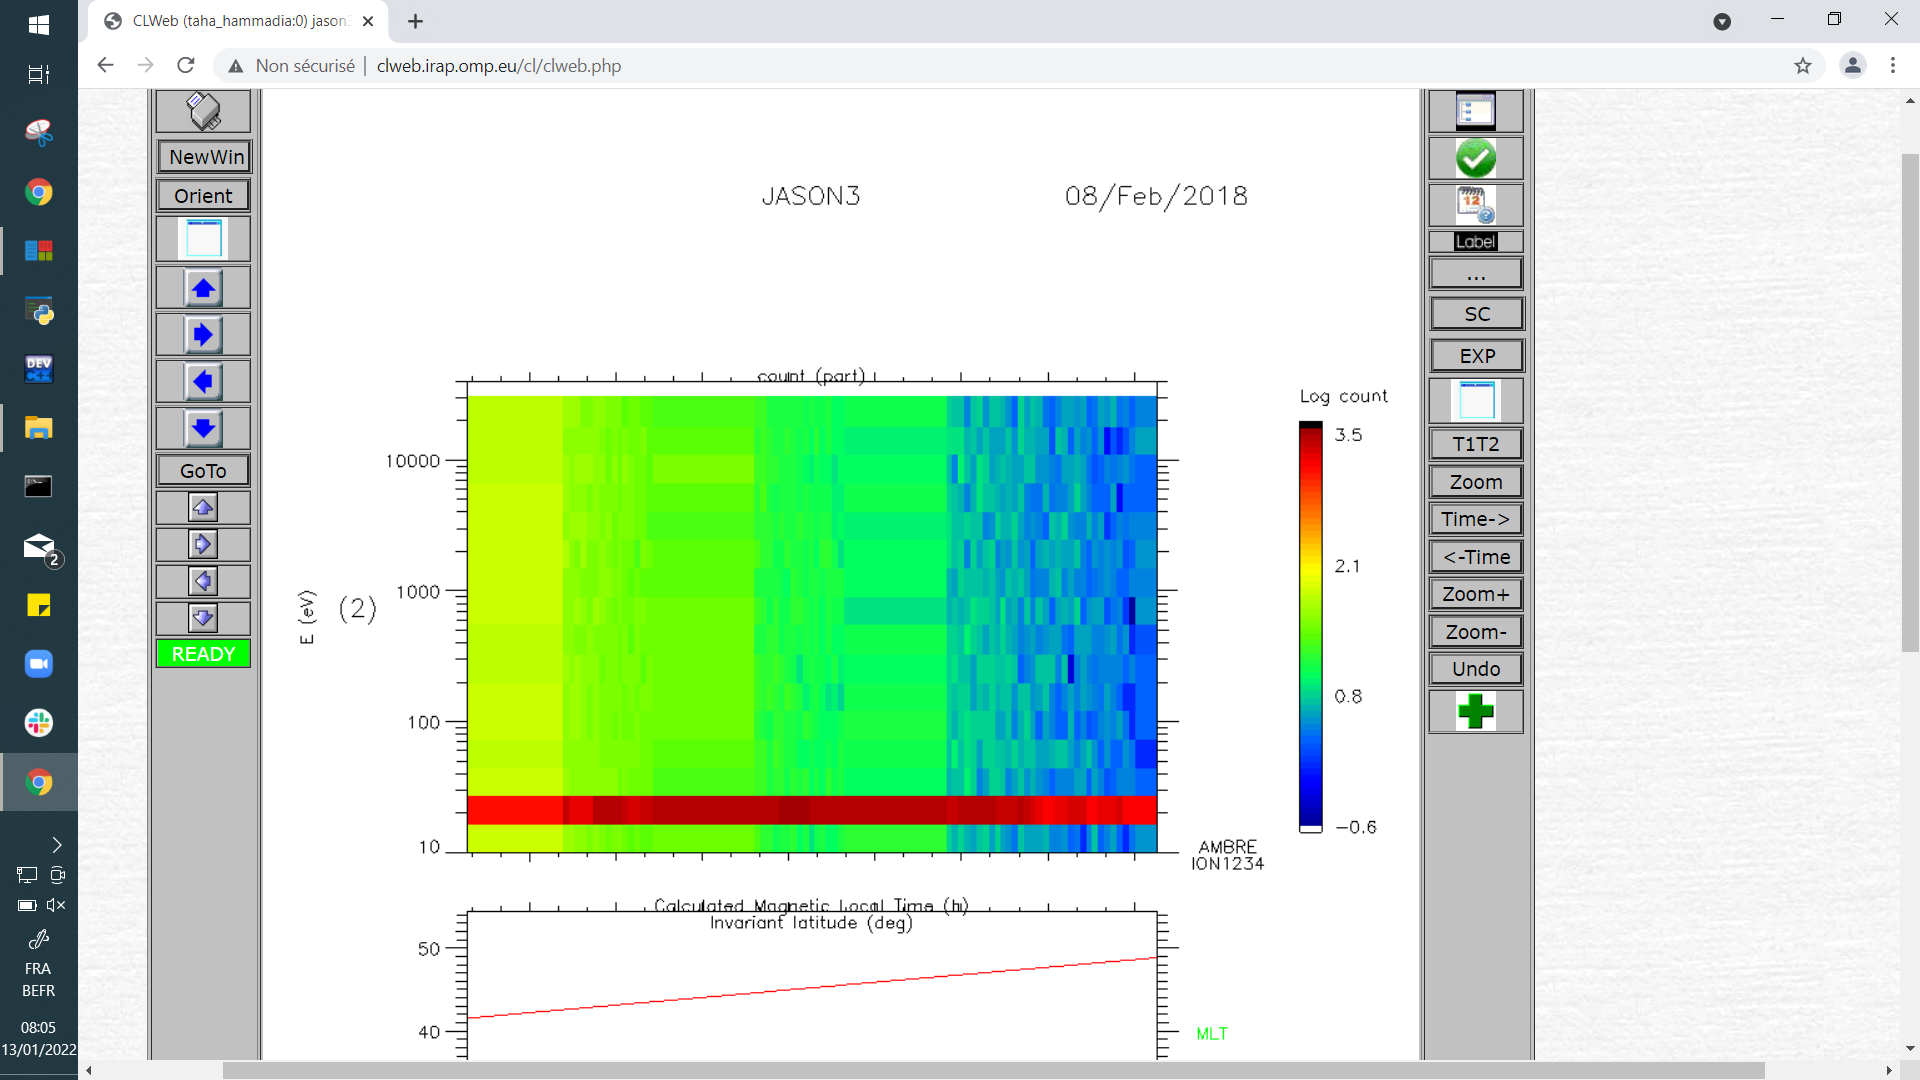 CLWeb (taha_hammadia:0) jason3
Non sécurisé | clweb.irap.omp.eu/cl/clweb.php
NewWin
Orient
GoTo
READY
JASON3
08/Feb/2018
count (part)
10000
1000
100
10
E (eV)
(2)
Log count
3.5
2.1
0.8
−0.6
AMBRE
ION1234
Calculated Magnetic Local Time (h)
Invariant latitude (deg)
50
40
MLT
12
Label
...
SC
EXP
T1T2
Zoom
Time->
<-Time
Zoom+
Zoom-
Undo
DEV
C++
2
FRA
BEFR
08:05
13/01/2022